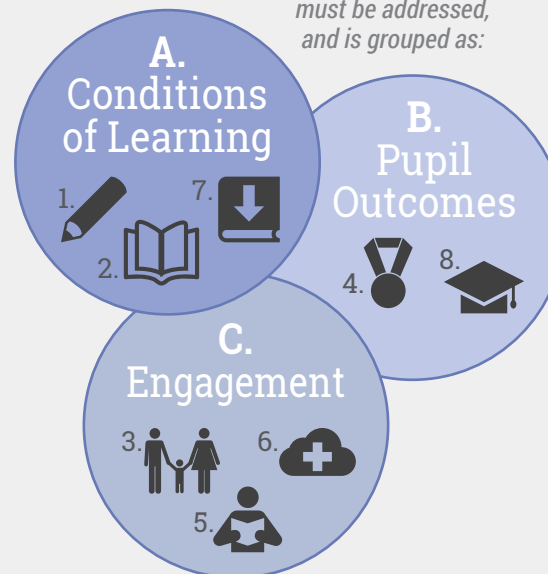 must be addressed,
and is grouped as:
A.
Conditions
of Learning
1.
7.
2.
B.
Pupil
Outcomes
4.
8.
C.
Engagement
3.
6.
5.